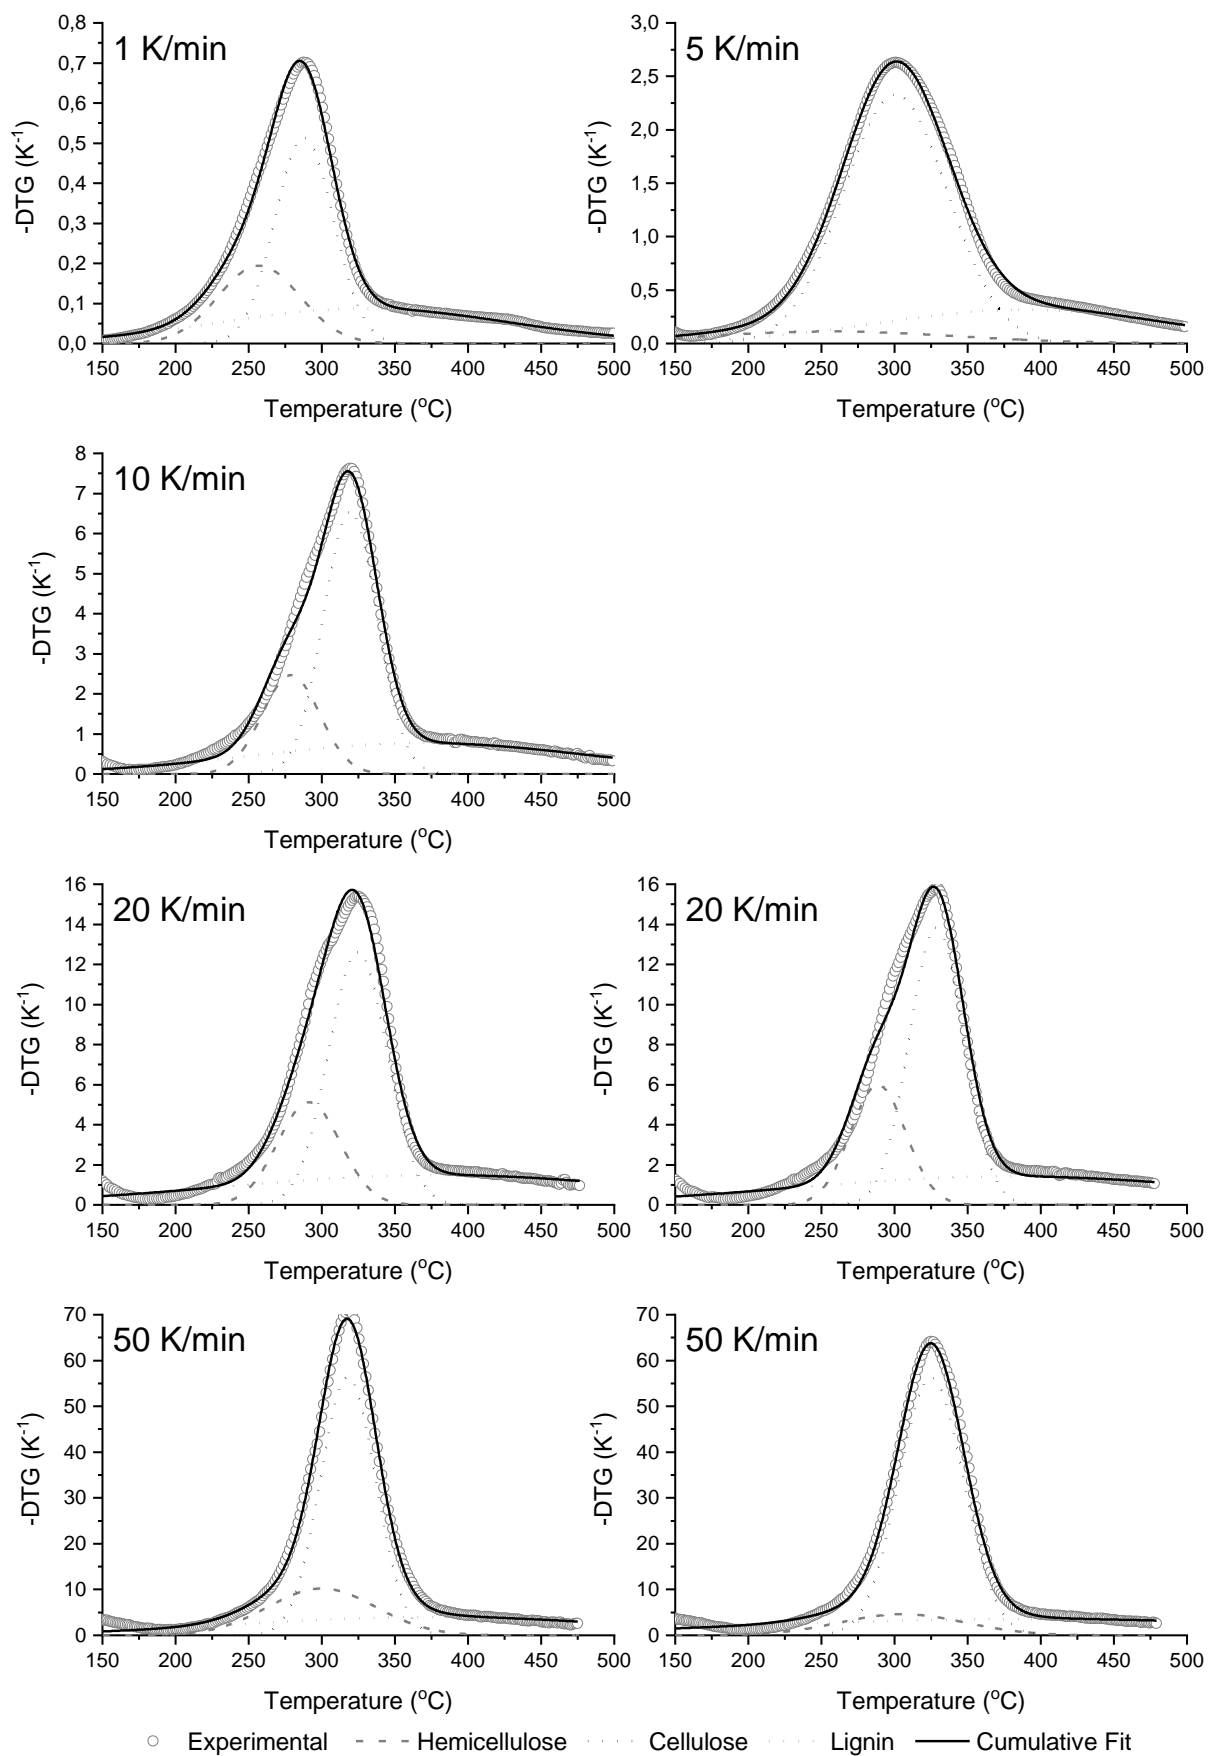 1 K/min
-DTG (K-1)
0,8
0,7
0,6
0,5
0,4
0,3
0,2
0,1
0,0
150 200 250 300 350 400 450 500
Temperature (oC)
5 K/min
-DTG (K-1)
3,0
2,5
2,0
1,5
1,0
0,5
0,0
150 200 250 300 350 400 450 500
Temperature (oC)
10 K/min
-DTG (K-1)
8
7
6
5
4
3
2
1
0
150 200 250 300 350 400 450 500
Temperature (oC)
20 K/min
-DTG (K-1)
16
14
12
10
8
6
4
2
0
150 200 250 300 350 400 450 500
Temperature (oC)
20 K/min
-DTG (K-1)
16
14
12
10
8
6
4
2
0
150 200 250 300 350 400 450 500
Temperature (oC)
50 K/min
-DTG (K-1)
70
60
50
40
30
20
10
0
150 200 250 300 350 400 450 500
Temperature (oC)
50 K/min
-DTG (K-1)
70
60
50
40
30
20
10
0
150 200 250 300 350 400 450 500
Temperature (oC)
Experimental Hemicellulose Cellulose Lignin Cumulative Fit